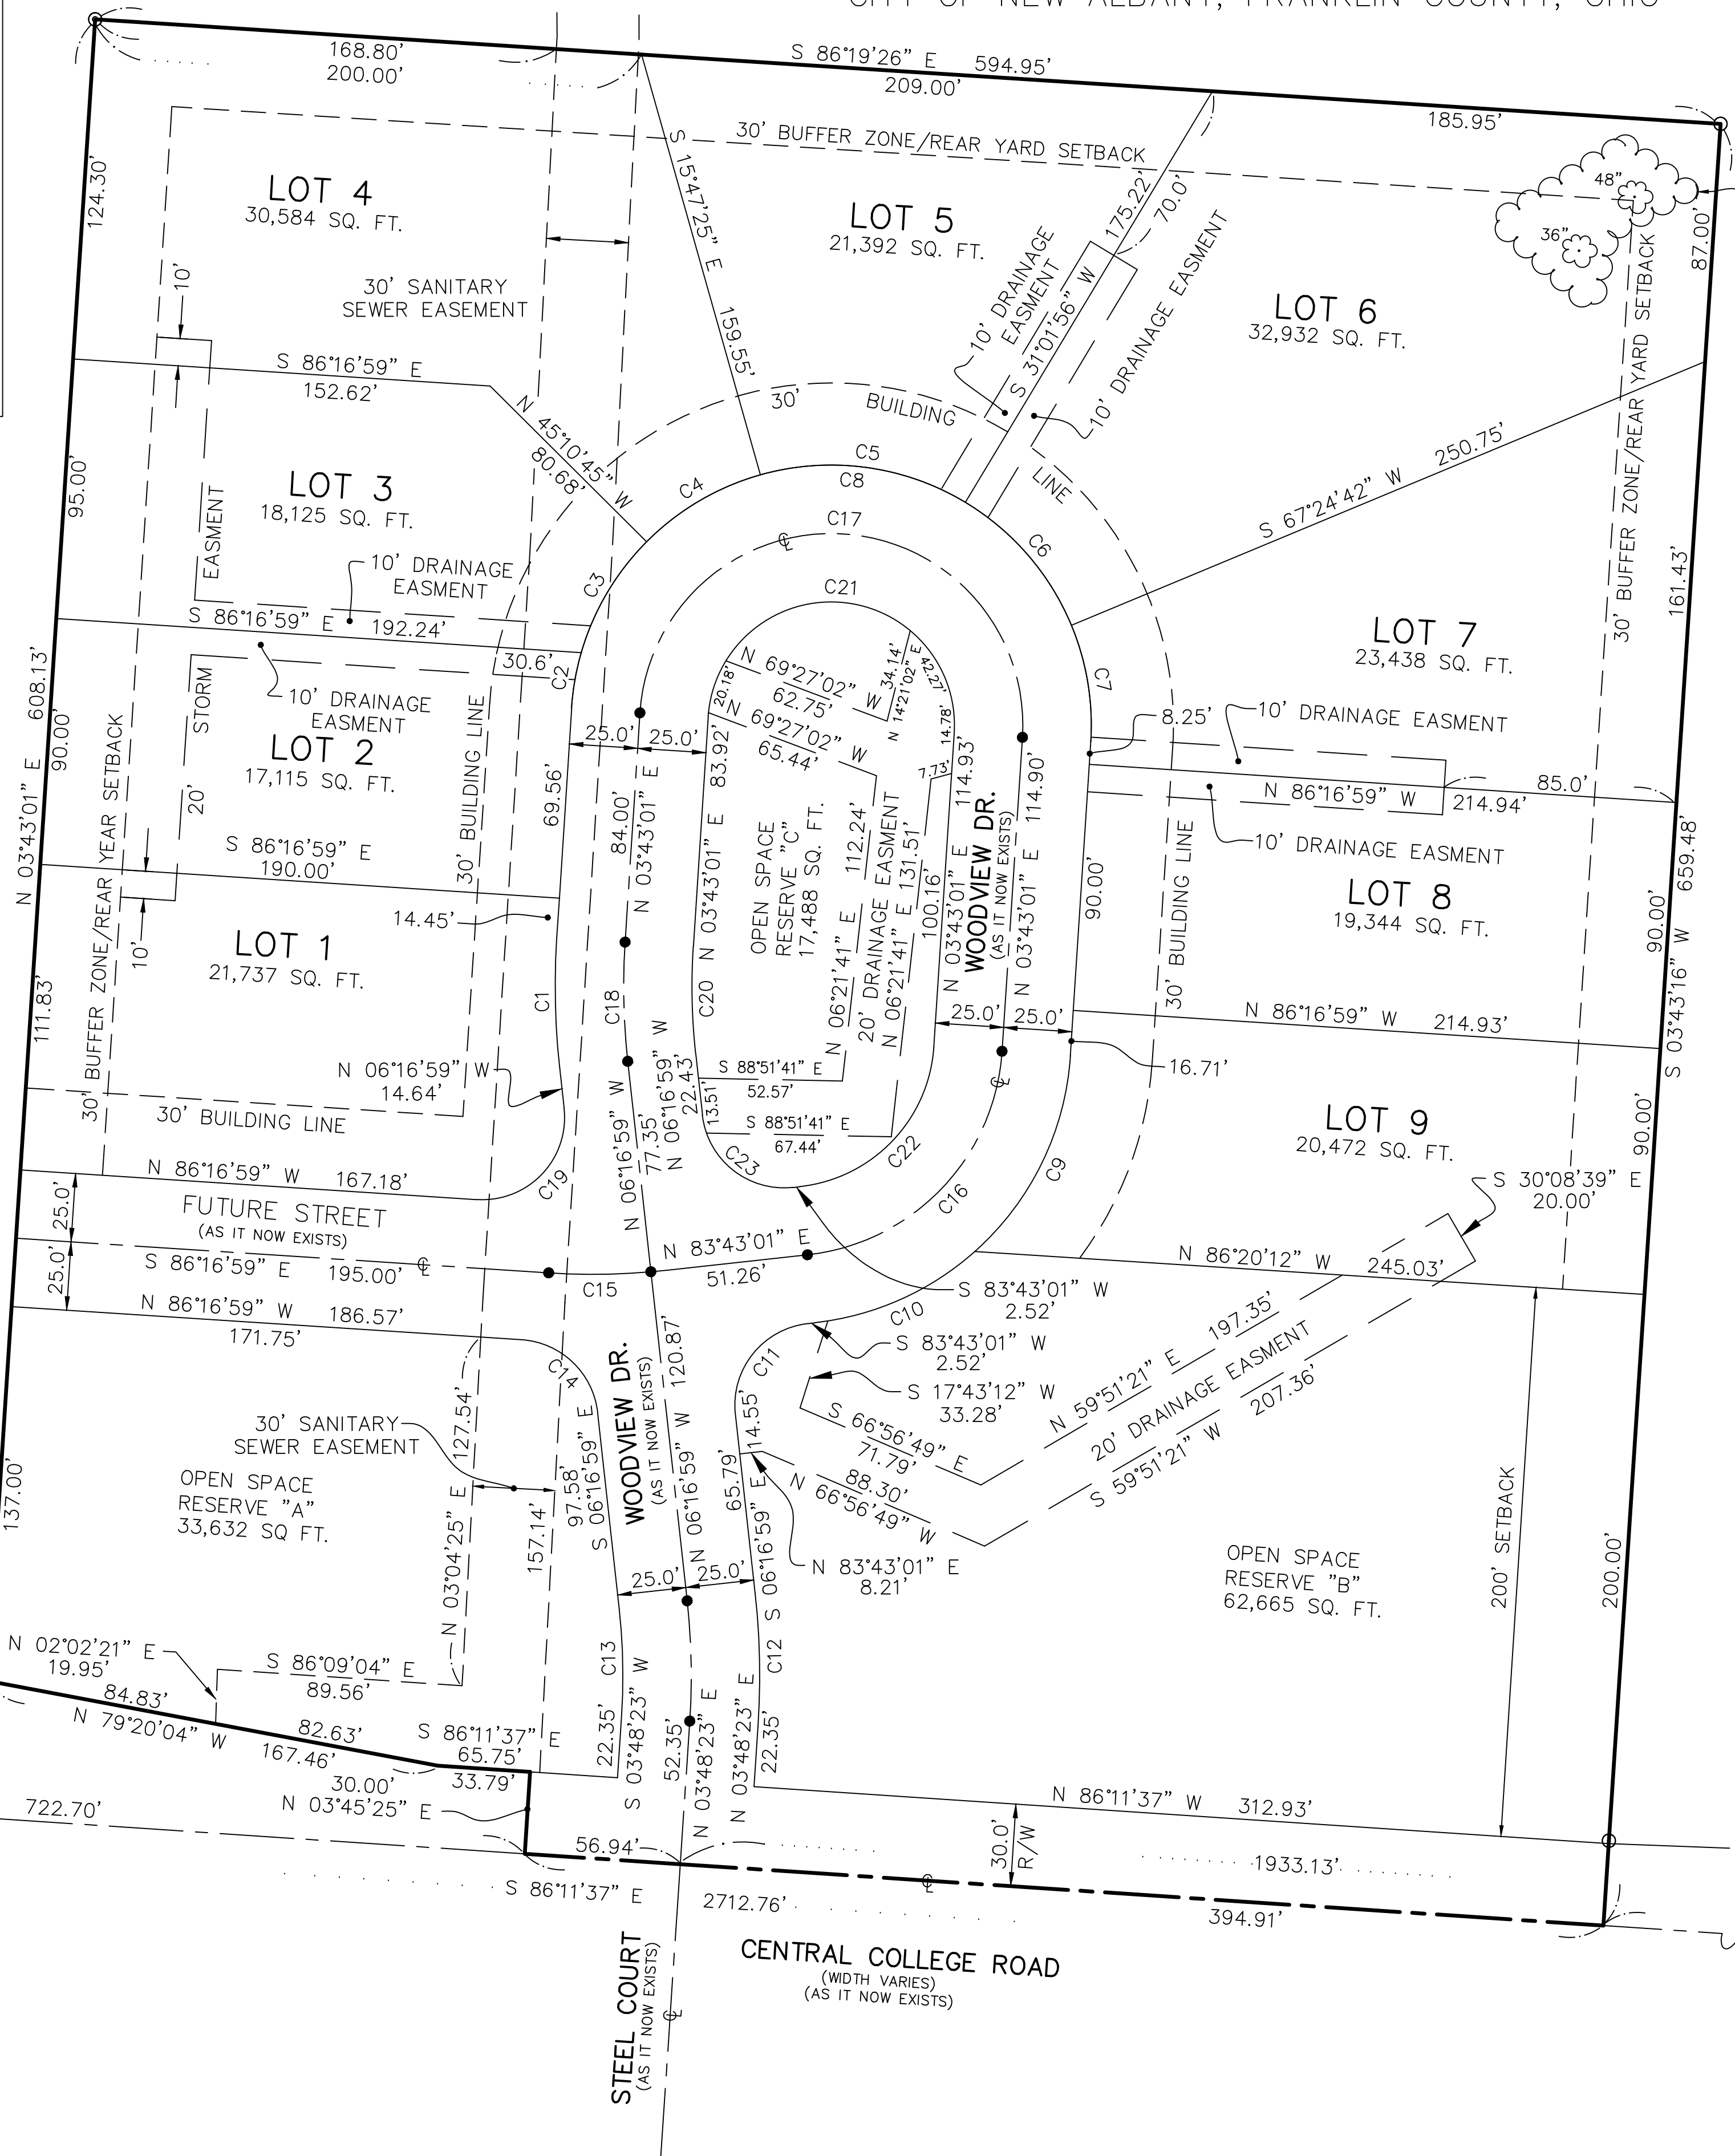 168.80'
200.00'
S 86°19'26" E 594.95'
209.00'
185.95'
30' BUFFER ZONE/REAR YARD SETBACK
124.30'
LOT 4
30,584 SQ. FT.
S 15°47'25" E 159.55'
LOT 5
21,392 SQ. FT.
175.22'
70.0'
S 31°01'56" W
10' DRAINAGE
EASMENT
10' DRAINAGE EASMENT
48"
36"
87.00'
LOT 6
32,932 SQ. FT.
30' BUFFER ZONE/REAR YARD SETBACK
10'
30' SANITARY
SEWER EASEMENT
S 86°16'59" E
152.62'
N 45°10'45" W
80.68'
30' BUILDING LINE
C5
C4
C8
C17
C6
C21
C3
S 67°24'42" W 250.75'
95.00'
LOT 3
18,125 SQ. FT.
EASMENT
10' DRAINAGE
EASMENT
161.43'
S 86°16'59" E 192.24'
30.6'
C2
20.18'
N 69°27'02" W
62.75'
34.14'
N 14°21'02" E
42.27'
14.78'
N 69°27'02" W
65.44'
7.73'
C7
LOT 7
23,438 SQ. FT.
30' BUFFER ZONE/REAR YARD SETBACK
N 03°43'01" E 608.13'
90.00'
STORM
20'
10' DRAINAGE
EASMENT
LOT 2
17,115 SQ. FT.
30' BUILDING LINE
25.0'
25.0'
8.25'
10' DRAINAGE EASMENT
85.0'
N 86°16'59" W 214.94'
10' DRAINAGE EASMENT
69.56'
84.00'
N 03°43'01" E
83.92'
N 03°43'01" E
OPEN SPACE
RESERVE "C"
17,488 SQ. FT.
N 06°21'41" E 112.24'
20' DRAINAGE EASMENT
N 06°21'41" E 131.51'
100.16'
114.93'
N 03°43'01" E
WOODVIEW DR.
(AS IT NOW EXISTS)
114.90'
N 03°43'01" E
90.00'
30' BUILDING LINE
LOT 8
19,344 SQ. FT.
90.00'
S 03°43'16" W 659.48'
S 86°16'59" E
190.00'
30' BUFFER ZONE/REAR YEAR SETBACK
10'
14.45'
LOT 1
21,737 SQ. FT.
111.83'
C1
C18
C20
25.0'
25.0'
N 86°16'59" W 214.93'
16.71'
N 06°16'59" W
14.64'
30' BUILDING LINE
N 06°16'59" W
77.35'
N 06°16'59" W
22.43'
13.51'
S 88°51'41" E
52.57'
S 88°51'41" E
67.44'
C23
C22
C9
LOT 9
20,472 SQ. FT.
90.00'
S 30°08'39" E
20.00'
N 86°16'59" W 167.18'
C19
FUTURE STREET
(AS IT NOW EXISTS)
25.0'
25.0'
S 86°16'59" E 195.00'
C15
N 83°43'01" E
51.26'
C16
N 86°20'12" W 245.03'
S 83°43'01" W
2.52'
N 86°16'59" W 186.57'
171.75'
C10
S 83°43'01" W
2.52'
C11
C14
WOODVIEW DR.
(AS IT NOW EXISTS)
120.87'
N 06°16'59" W
S 17°43'12" W
33.28'
S 66°56'49" E
71.79'
88.30'
N 66°56'49" W
N 59°51'21" E 197.35'
20' DRAINAGE EASMENT
S 59°51'21" W 207.36'
137.00'
30' SANITARY
SEWER EASEMENT
OPEN SPACE
RESERVE "A"
33,632 SQ FT.
N 03°04'25" E 127.54'
157.14'
97.58'
S 06°16'59" E
N 06°16'59" W
14.55'
65.79'
S 06°16'59" E
25.0'
25.0'
N 83°43'01" E
8.21'
OPEN SPACE
RESERVE "B"
62,665 SQ. FT.
200' SETBACK
200.00'
N 02°02'21" E
19.95'
S 86°09'04" E
89.56'
84.83'
N 79°20'04" W
82.63'
167.46'
S 86°11'37" E
65.75'
33.79'
30.00'
N 03°45'25" E
C13
22.35'
S 03°48'23" W
52.35'
N 03°48'23" E
C12
22.35'
N 03°48'23" E
N 86°11'37" W 312.93'
30.0'
R/W
722.70'
56.94'
S 86°11'37" E 2712.76'
1933.13'
394.91'
CENTRAL COLLEGE ROAD
(WIDTH VARIES)
(AS IT NOW EXISTS)
STEEL COURT
(AS IT NOW EXISTS)